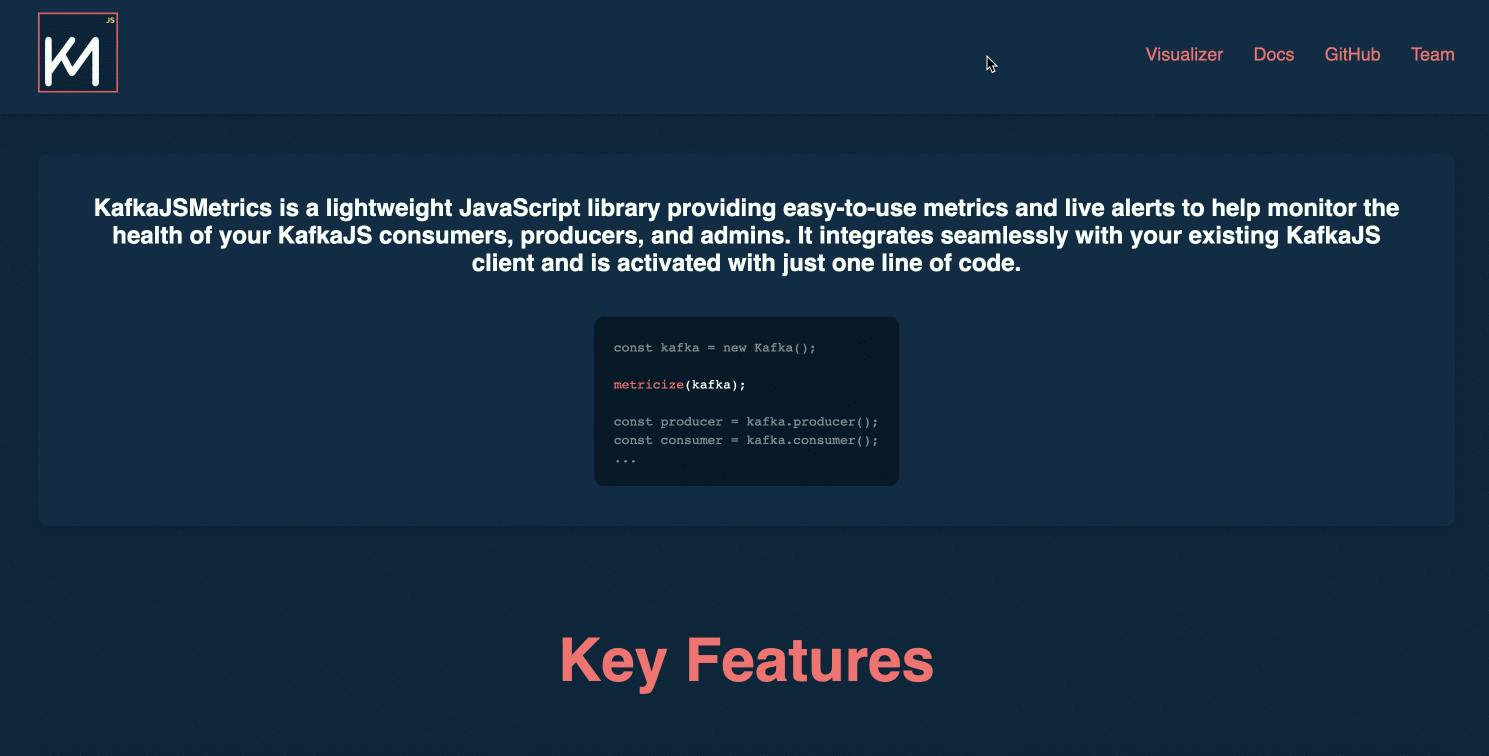 JS
KM
Visualizer Docs GitHub Team
KafkaJSMetrics is a lightweight JavaScript library providing easy-to-use metrics and live alerts to help monitor the
health of your KafkaJS consumers, producers, and admins. It integrates seamlessly with your existing KafkaJS
client and is activated with just one line of code.
const kafka = new Kafka();
metricize(kafka);
const producer = kafka.producer();
const consumer = kafka.consumer();
...
Key Features